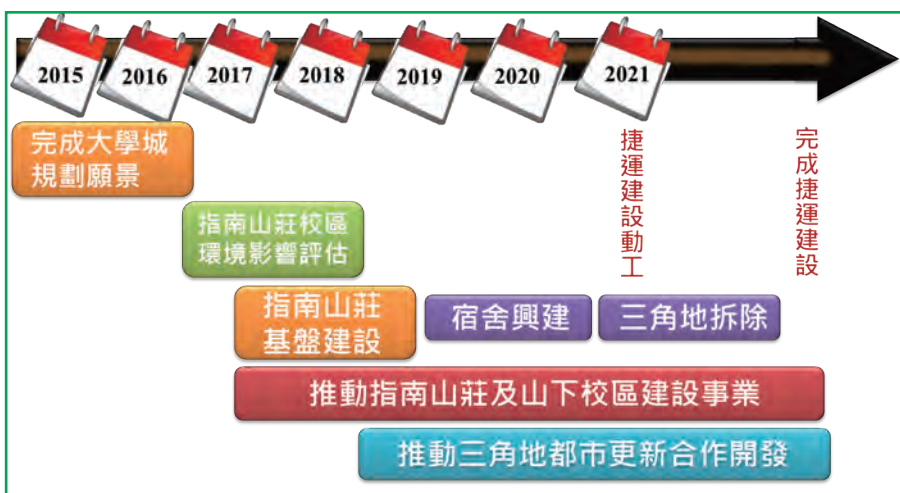 2015
2016
2017
2018
2019
2020
2021
完成大學城
規劃願景
捷運建設動工
完成捷運建設
指南山莊校區
環境影響評估
指南山莊
基盤建設
宿舍興建
三角地拆除
推動指南山莊及山下校區建設事業
推動三角地都市更新合作開發